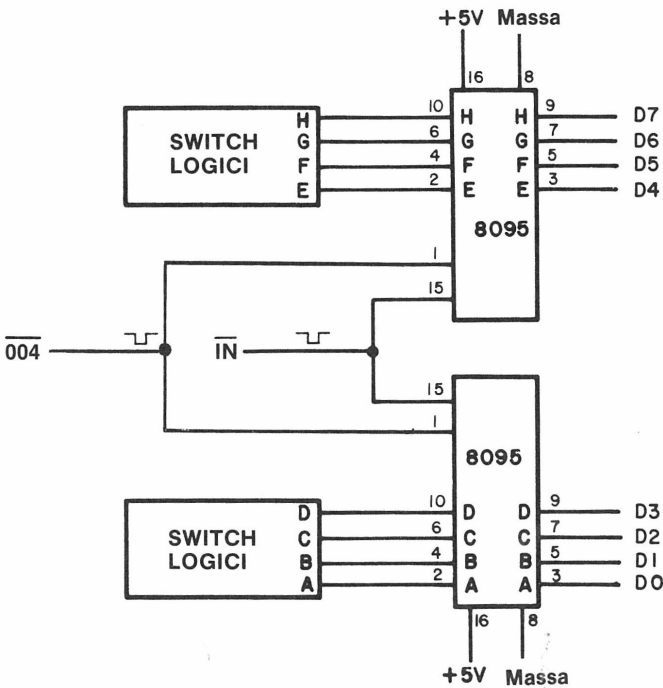 +5V Massa
16 8
H 10 H H 9 D7
SWITCH G 6 G G 7 D6
LOGICI F 4 F F 5 D5
E 2 E E 3 D4
8095
1
15
004 IN
15
1
8095
D 10 D D 9 D3
SWITCH C 6 C C 7 D2
LOGICI B 4 B B 5 D1
A 2 A A 3 D0
16 8
+5V Massa